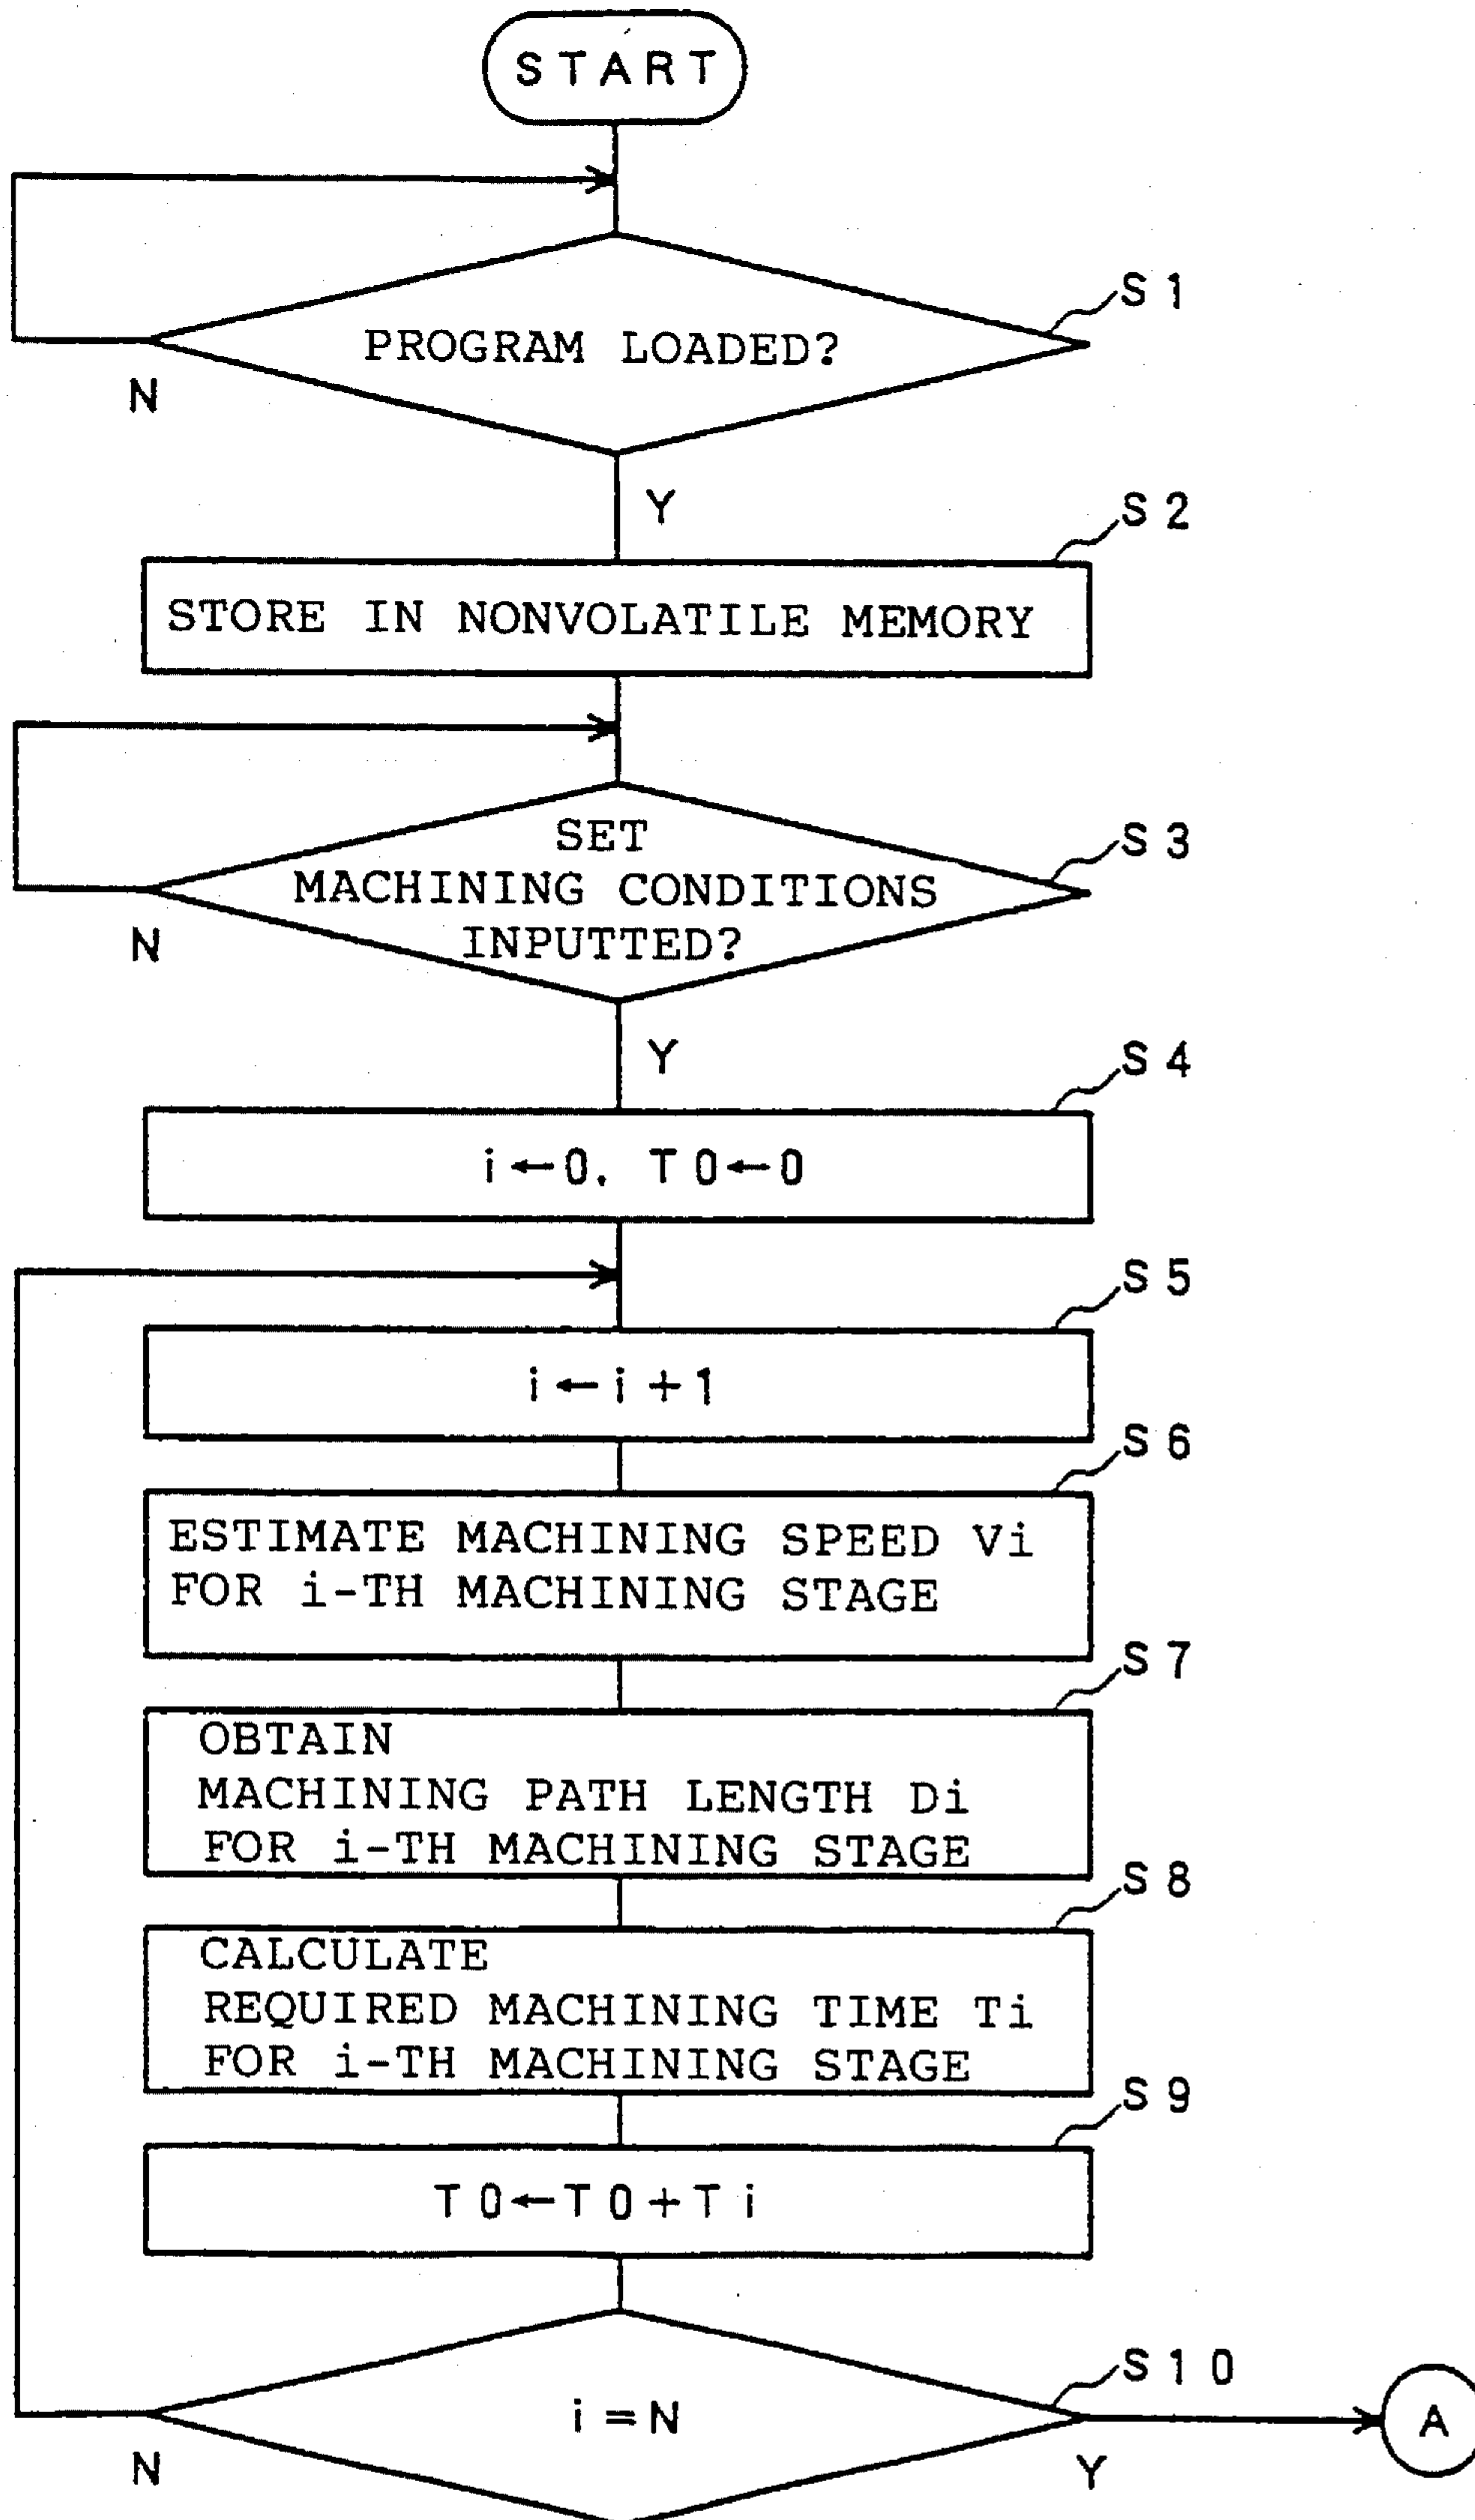 START
S1
PROGRAM LOADED?
N
Y
S2
STORE IN NONVOLATILE MEMORY
S3
SET
MACHINING CONDITIONS
INPUTTED?
N
Y
S4
i←0, T0←0
S5
i←i+1
S6
ESTIMATE MACHINING SPEED Vi
FOR i-TH MACHINING STAGE
S7
OBTAIN
MACHINING PATH LENGTH Di
FOR i-TH MACHINING STAGE
S8
CALCULATE
REQUIRED MACHINING TIME Ti
FOR i-TH MACHINING STAGE
S9
T0←T0+Ti
S10
i=N
A
N
Y